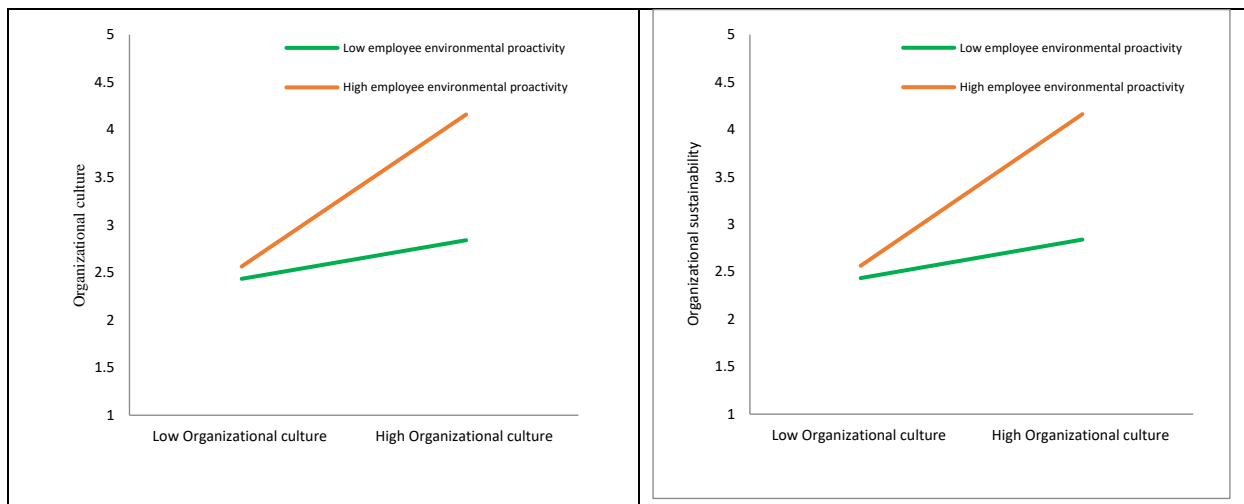 5
Low employee environmental proactivity
4.5
High employee environmental proactivity
4
3.5
3
2.5
2
1.5
1
Organizational culture
Low Organizational culture
High Organizational culture
5
Low employee environmental proactivity
4.5
High employee environmental proactivity
4
3.5
3
2.5
2
1.5
1
Organizational sustainability
Low Organizational culture
High Organizational culture